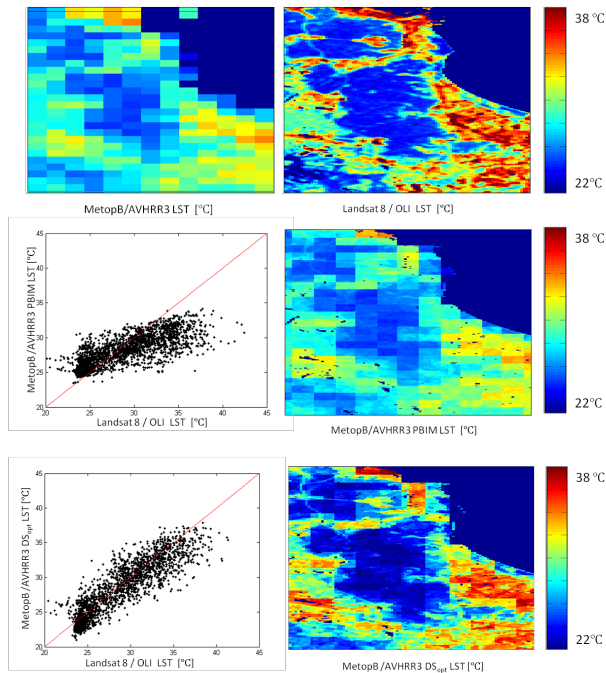 38 °C
22°C
MetopB/AVHRR3 LST [°C]
Landsat 8 / OLI LST [°C]
MetopB/AVHRR3 PBIM LST [°C]
45
40
35
30
25
20
20 25 30 35 40 45
Landsat 8 / OLI LST [°C]
38 °C
22°C
MetopB/AVHRR3 PBIM LST [°C]
MetopB/AVHRR3 DSopt LST [°C]
45
40
35
30
25
20
20 25 30 35 40 45
Landsat 8 / OLI LST [°C]
38 °C
22°C
MetopB/AVHRR3 DSopt LST [°C]